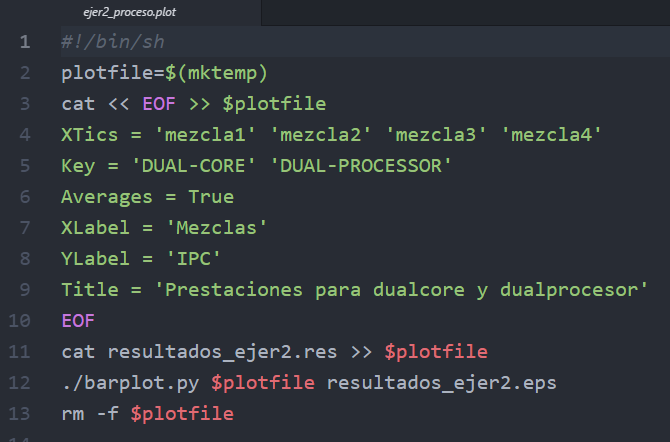 ejer2_proceso.plot
1 #!/bin/sh
2 plotfile=$(mktemp)
3 cat << EOF >> $plotfile
4 XTics = 'mezcla1' 'mezcla2' 'mezcla3' 'mezcla4'
5 Key = 'DUAL-CORE' 'DUAL-PROCESSOR'
6 Averages = True
7 XLabel = 'Mezclas'
8 YLabel = 'IPC'
9 Title = 'Prestaciones para dualcore y dualprocesor'
10 EOF
11 cat resultados_ejer2.res >> $plotfile
12 ./barplot.py $plotfile resultados_ejer2.eps
13 rm -f $plotfile